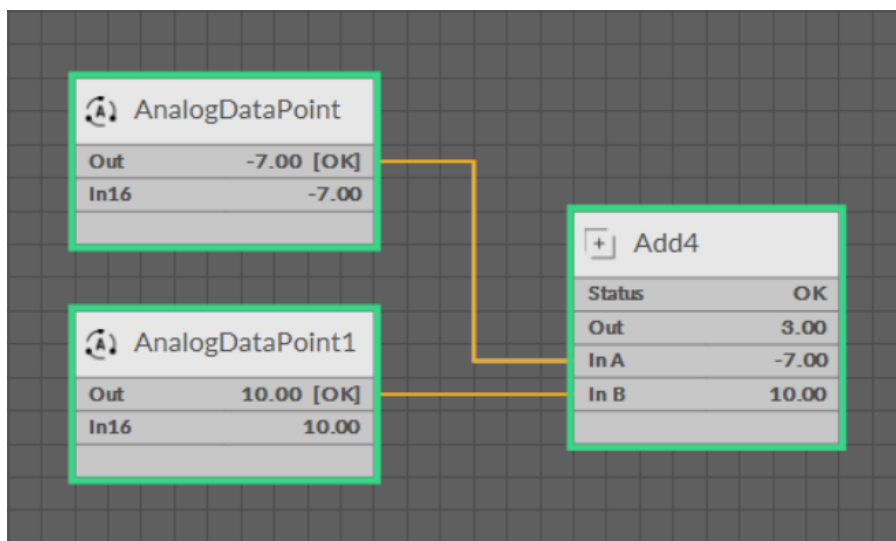 AnalogDataPoint
Out -7.00 [OK]
In16 -7.00
AnalogDataPoint1
Out 10.00 [OK]
In16 10.00
Add4
Status OK
Out 3.00
In A -7.00
In B 10.00